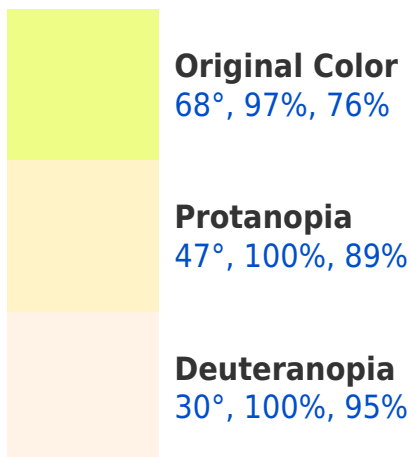 Original Color
68°, 97%, 76%
Protanopia
47°, 100%, 89%
Deuteranopia
30°, 100%, 95%